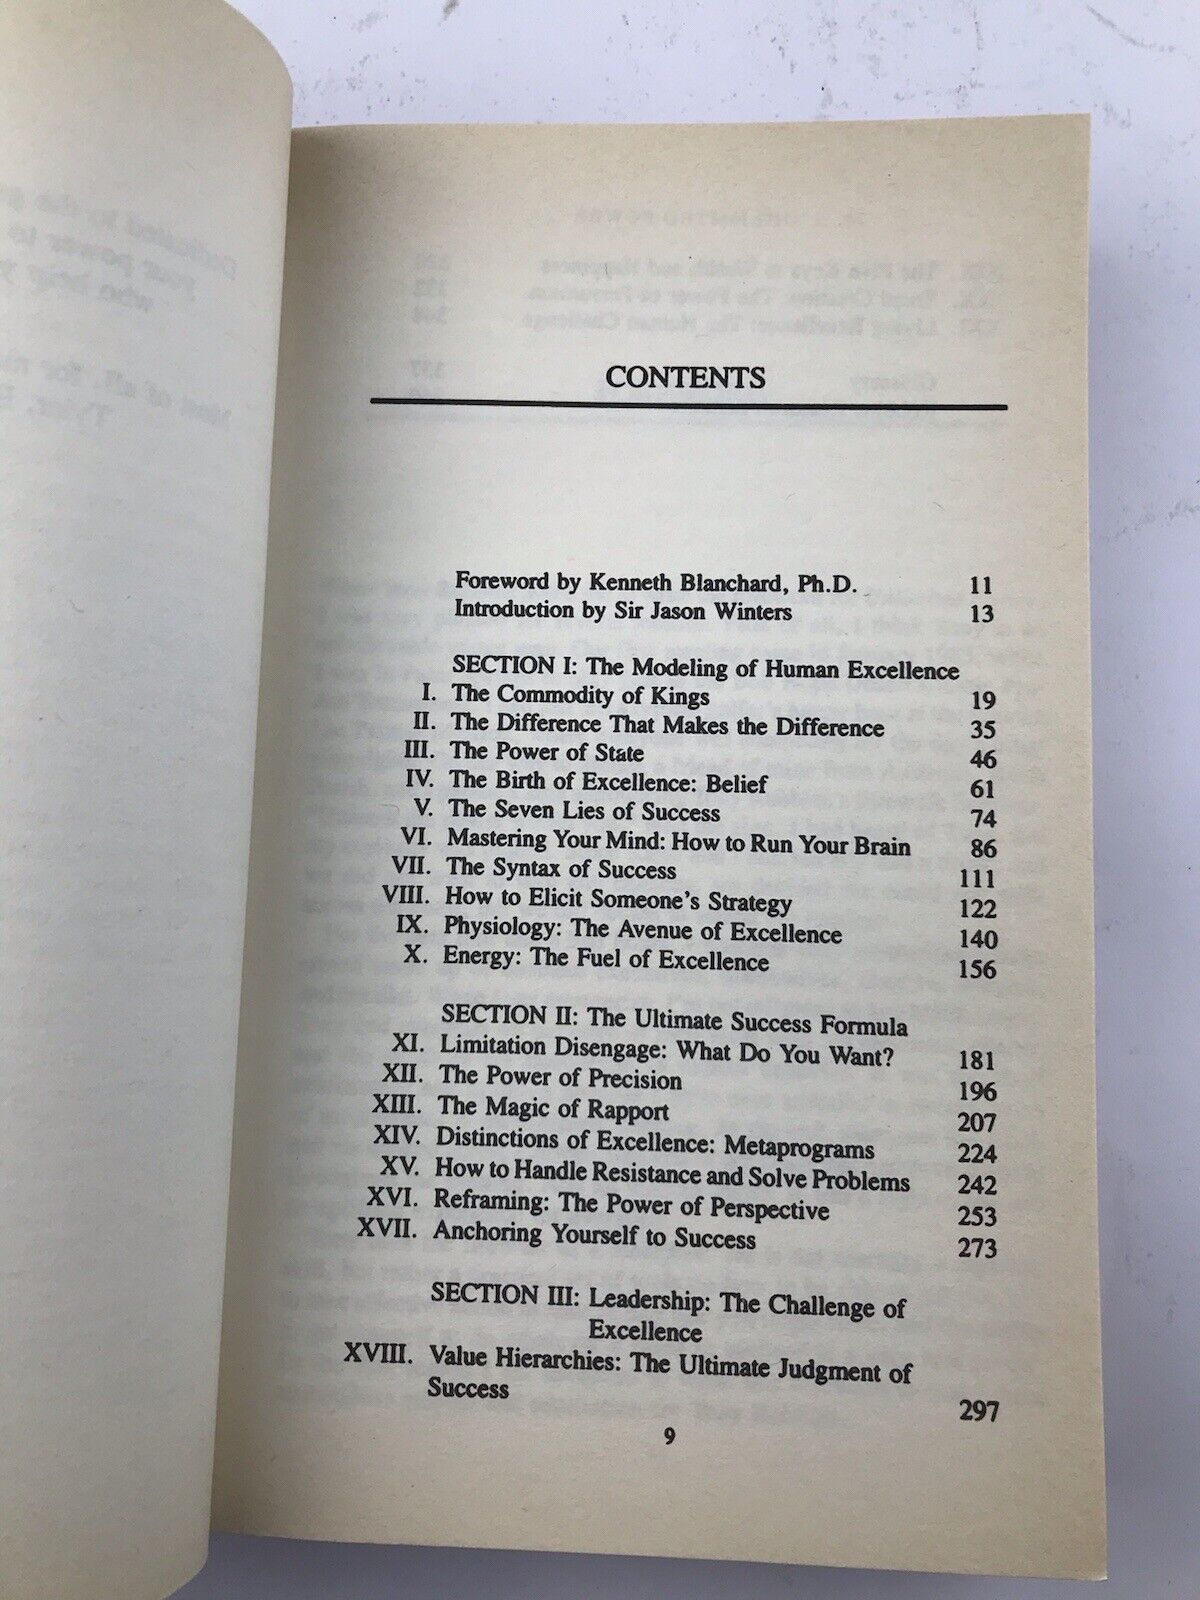 CONTENTS
Foreword by Kenneth Blanchard, Ph.D. 11
Introduction by Sir Jason Winters 13
SECTION I: The Modeling of Human Excellence
I. The Commodity of Kings 19
II. The Difference That Makes the Difference 35
III. The Power of State 46
IV. The Birth of Excellence: Belief 61
V. The Seven Lies of Success 74
VI. Mastering Your Mind: How to Run Your Brain 86
VII. The Syntax of Success 111
VIII. How to Elicit Someone's Strategy 122
IX. Physiology: The Avenue of Excellence 140
X. Energy: The Fuel of Excellence 156
SECTION II: The Ultimate Success Formula
XI. Limitation Disengage: What Do You Want? 181
XII. The Power of Precision 196
XIII. The Magic of Rapport 207
XIV. Distinctions of Excellence: Metaprograms 224
XV. How to Handle Resistance and Solve Problems 242
XVI. Reframing: The Power of Perspective 253
XVII. Anchoring Yourself to Success 273
SECTION III: Leadership: The Challenge of
Excellence
XVIII. Value Hierarchies: The Ultimate Judgment of
Success 297
9